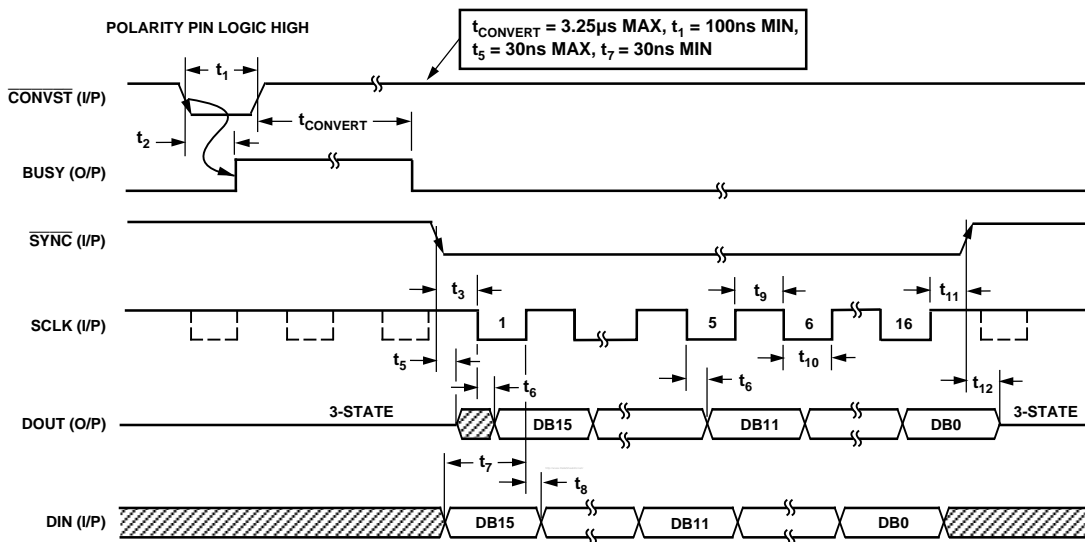 POLARITY PIN LOGIC HIGH
tCONVERT = 3.25µs MAX, t1 = 100ns MIN,
t5 = 30ns MAX, t7 = 30ns MIN
t1
CONVST (I/P)
tCONVERT
t2
BUSY (O/P)
SYNC (I/P)
t3
t9
t11
SCLK (I/P)
1
5
6
16
t5
t10
t6
t6
t12
3-STATE
3-STATE
DOUT (O/P)
DB15
DB11
DB0
t7
t8
DIN (I/P)
DB15
DB11
DB0